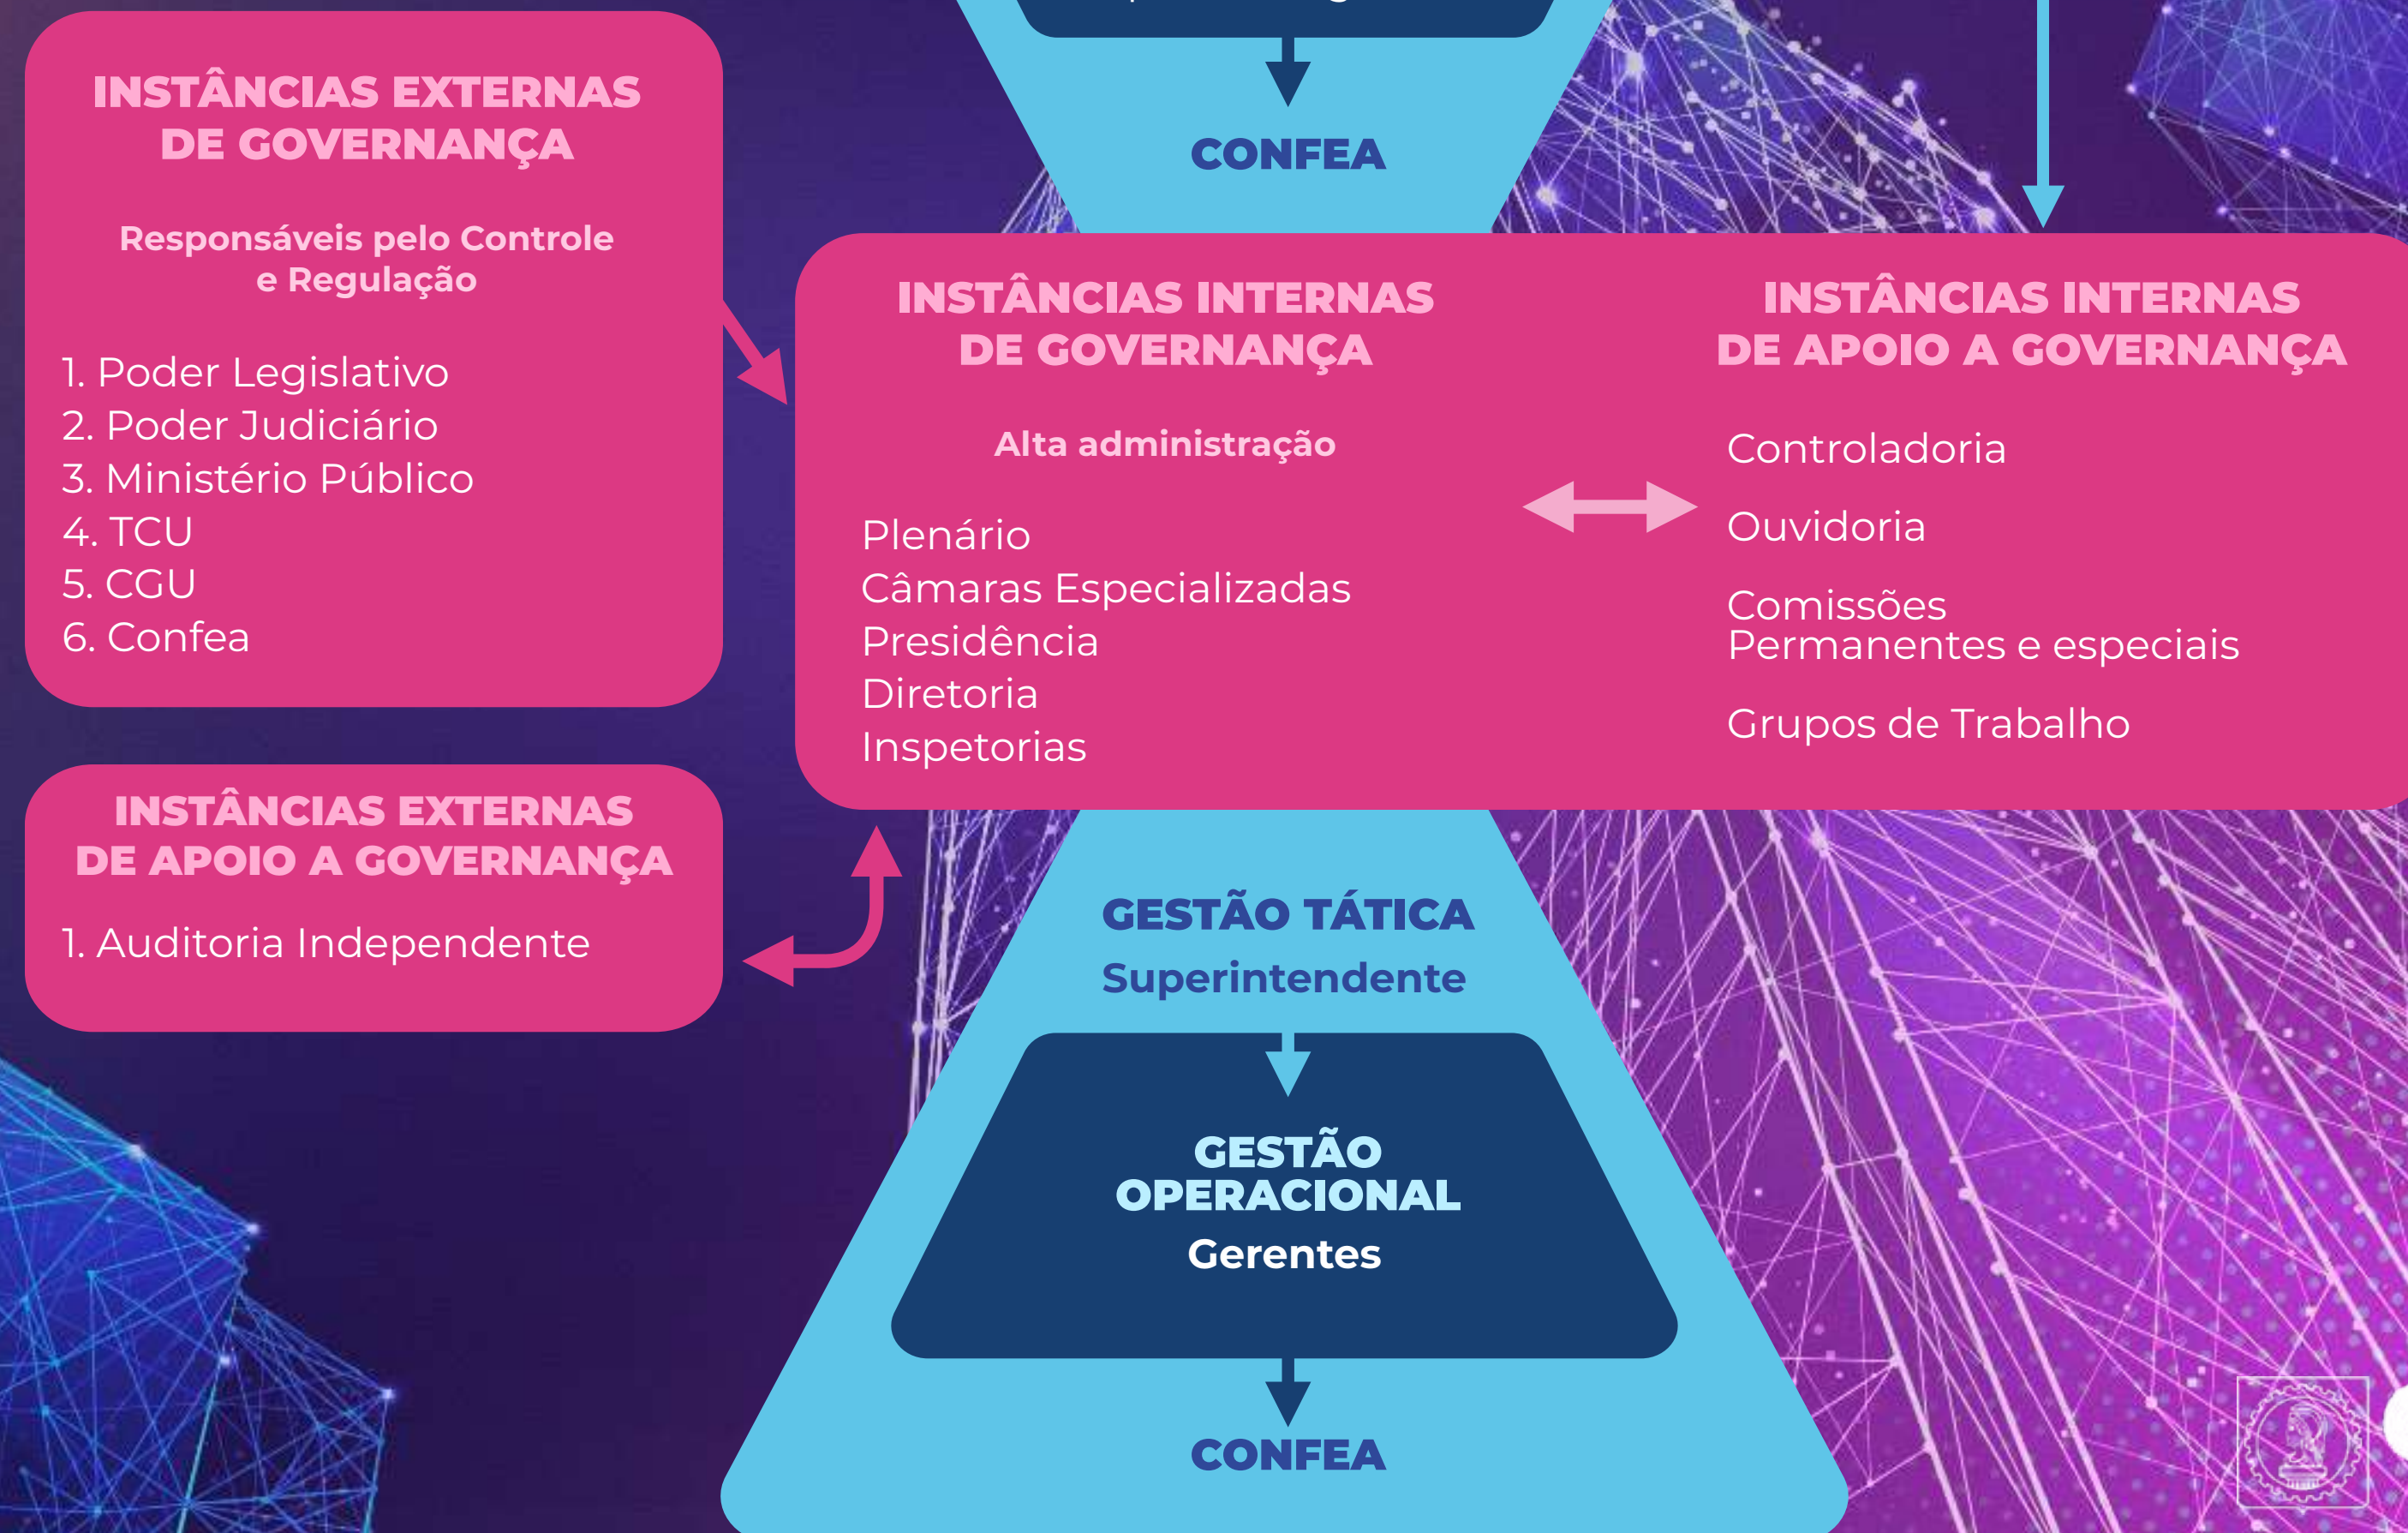 INSTÂNCIAS EXTERNAS
DE GOVERNANÇA
Responsáveis pelo Controle
e Regulação
1. Poder Legislativo
2. Poder Judiciário
3. Ministério Público
4. TCU
5. CGU
6. Confea
INSTÂNCIAS EXTERNAS
DE APOIO A GOVERNANÇA
1. Auditoria Independente
CONFEA
INSTÂNCIAS INTERNAS
DE GOVERNANÇA
Alta administração
Plenário
Câmaras Especializadas
Presidência
Diretoria
Inspetorias
INSTÂNCIAS INTERNAS
DE APOIO A GOVERNANÇA
Controladoria
Ouvidoria
Comissões
Permanentes e especiais
Grupos de Trabalho
GESTÃO TÁTICA
Superintendente
GESTÃO
OPERACIONAL
Gerentes
CONFEA